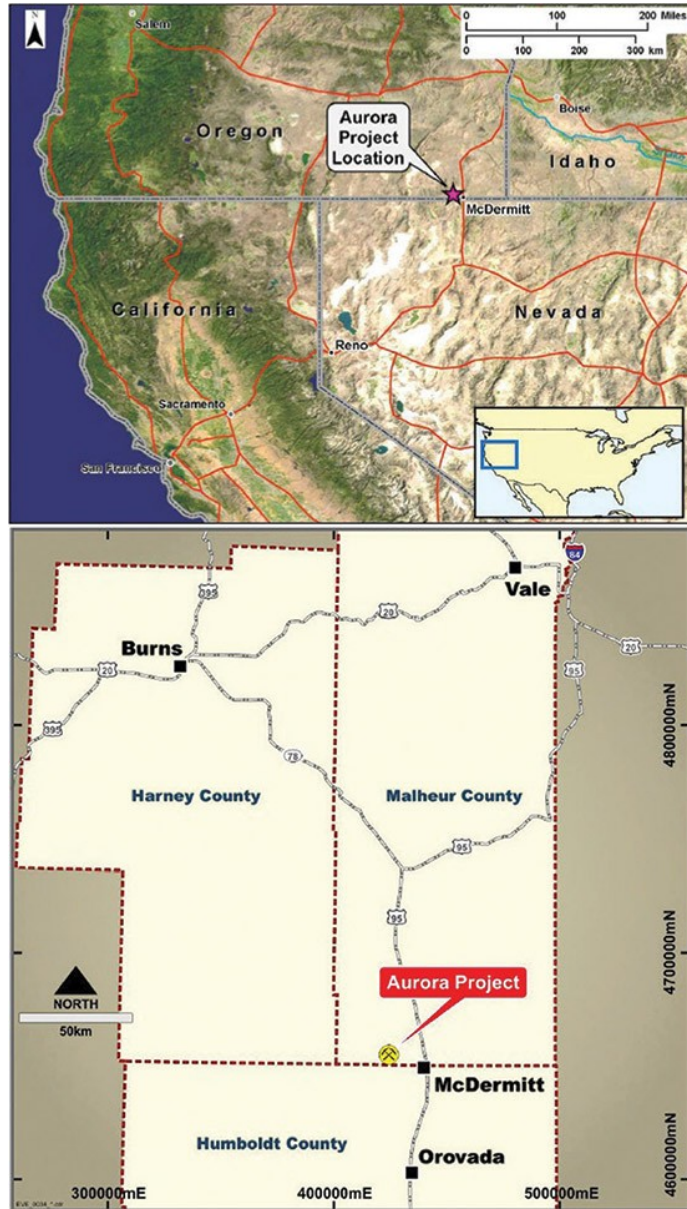 Salem
0 100 200 Miles
0 100 200 300 km
Boise
Aurora
Project
Location
Oregon
Idaho
McDermitt
California
Nevada
Reno
Sacramento
San Francisco
84
395
Vale
20
Burns
20
20
95
395
4800000mN
78
Harney County
Malheur County
95
95
4700000mN
Aurora Project
NORTH
50km
McDermitt
Humboldt County
Orovada
4600000mN
300000mE
400000mE
500000mE